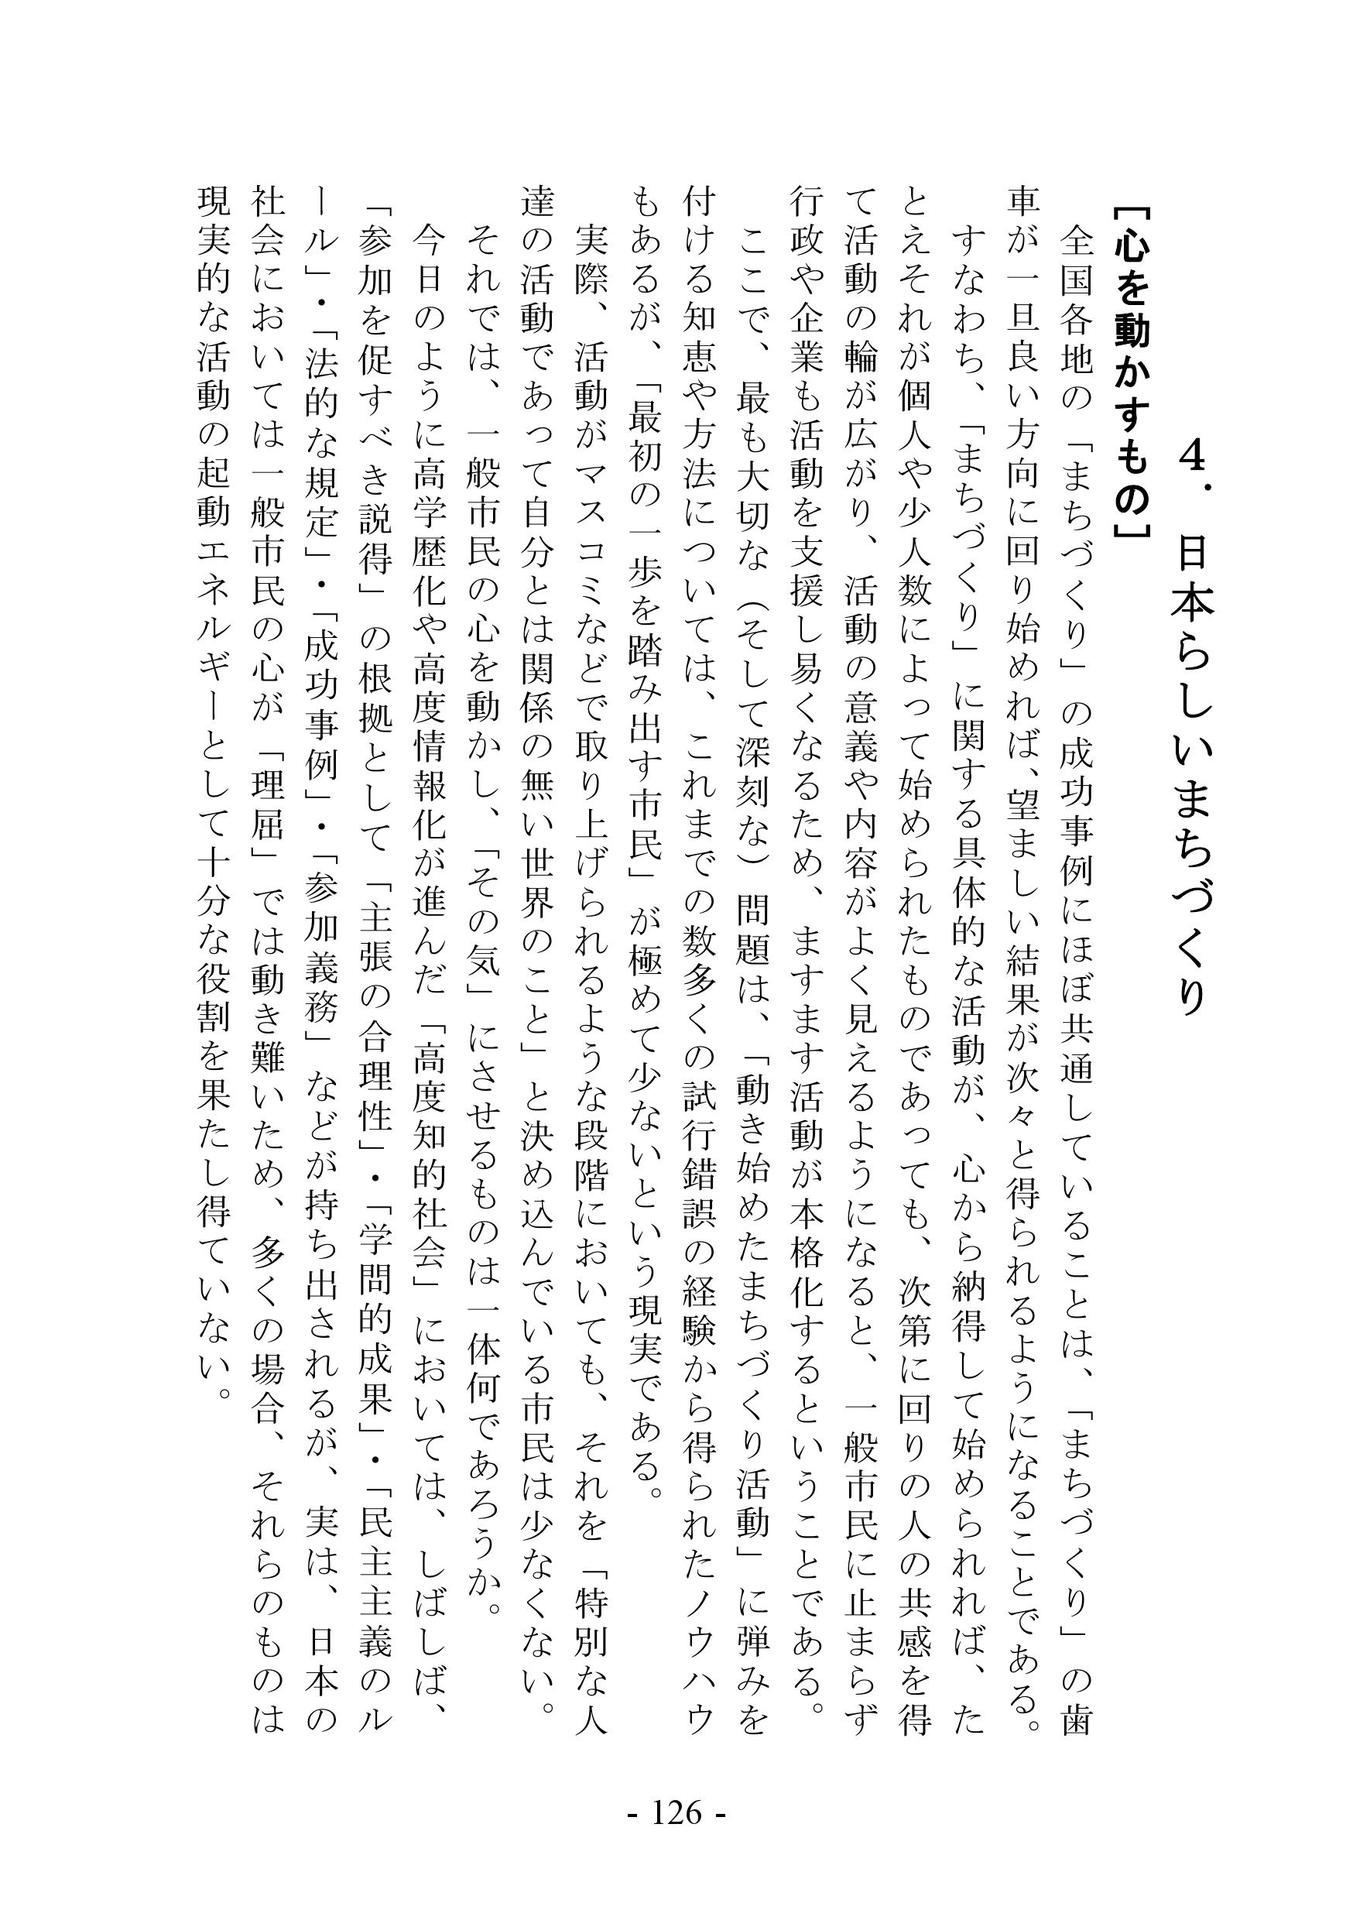 4．日本らしいまちづくり
[心を動かすもの]
全国各地の「まちづくり」の成功事例にほぼ共通していることは、「まちづくり」の歯
車が一旦良い方向に回り始めれば、望ましい結果が次々と得られるようになることである。
すなわち、「まちづくり」に関する具体的な活動が、心から納得して始められれば、た
とえそれが個人や少人数によって始められたものであっても、次第に回りの人の共感を得
て活動の輪が広がり、活動の意義や内容がよく見えるようになると、一般市民に止まらず
行政や企業も活動を支援し易くなるため、ますます活動が本格化するということである。
ここで、最も大切な（そして深刻な）問題は、「動き始めたまちづくり活動」に弾みを
付ける知恵や方法については、これまでの数多くの試行錯誤の経験から得られたノウハウ
もあるが、「最初の一歩を踏み出す市民」が極めて少ないという現実である。
実際、活動がマスコミなどで取り上げられるような段階においても、それを「特別な人
達の活動であって自分とは関係の無い世界のこと」と決め込んでいる市民は少なくない。
それでは、一般市民の心を動かし、「その気」にさせるものは一体何であろうか。
今日のように高学歴化や高度情報化が進んだ「高度知的社会」においては、しばしば、
「参加を促すべき説得」の根拠として「主張の合理性」・「学問的成果」・「民主主義のル
ール」・「法的な規定」・「成功事例」・「参加義務」などが持ち出されるが、実は、日本の
社会においては一般市民の心が「理屈」では動き難いため、多くの場合、それらのものは
現実的な活動の起動エネルギーとして十分な役割を果たし得ていない。
- 126 -